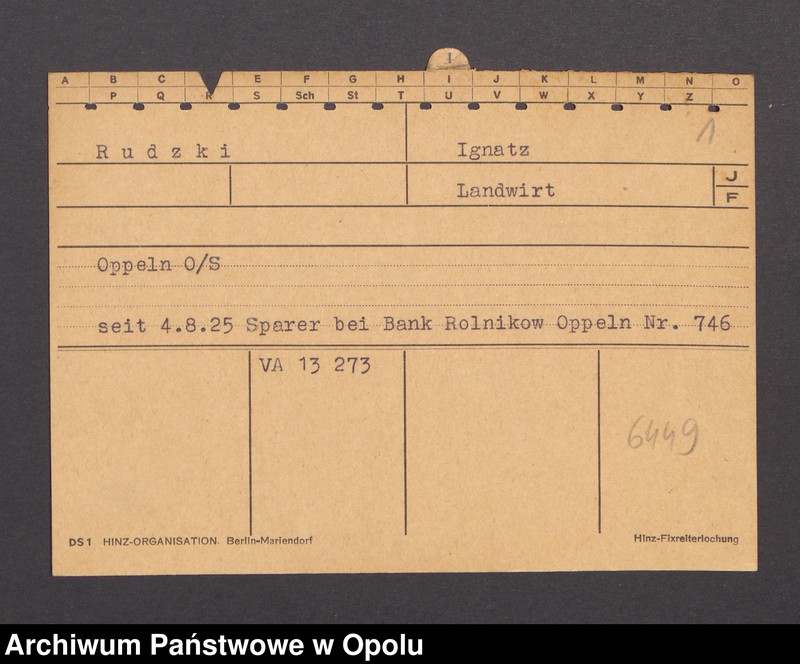 I
A B C E F G H I J K L M N O
P Q R S Sch St T U V W X Y Z
1
Rudzki Ignatz
Landwirt J
F
Oppeln O/S
seit 4.8.25 Sparer bei Bank Rolnikow Oppeln Nr. 746
VA 13 273
6449
DS1 HINZ-ORGANISATION. Berlin-Mariendorf Hinz-Fixreiterlochung
Archiwum Państwowe w Opolu